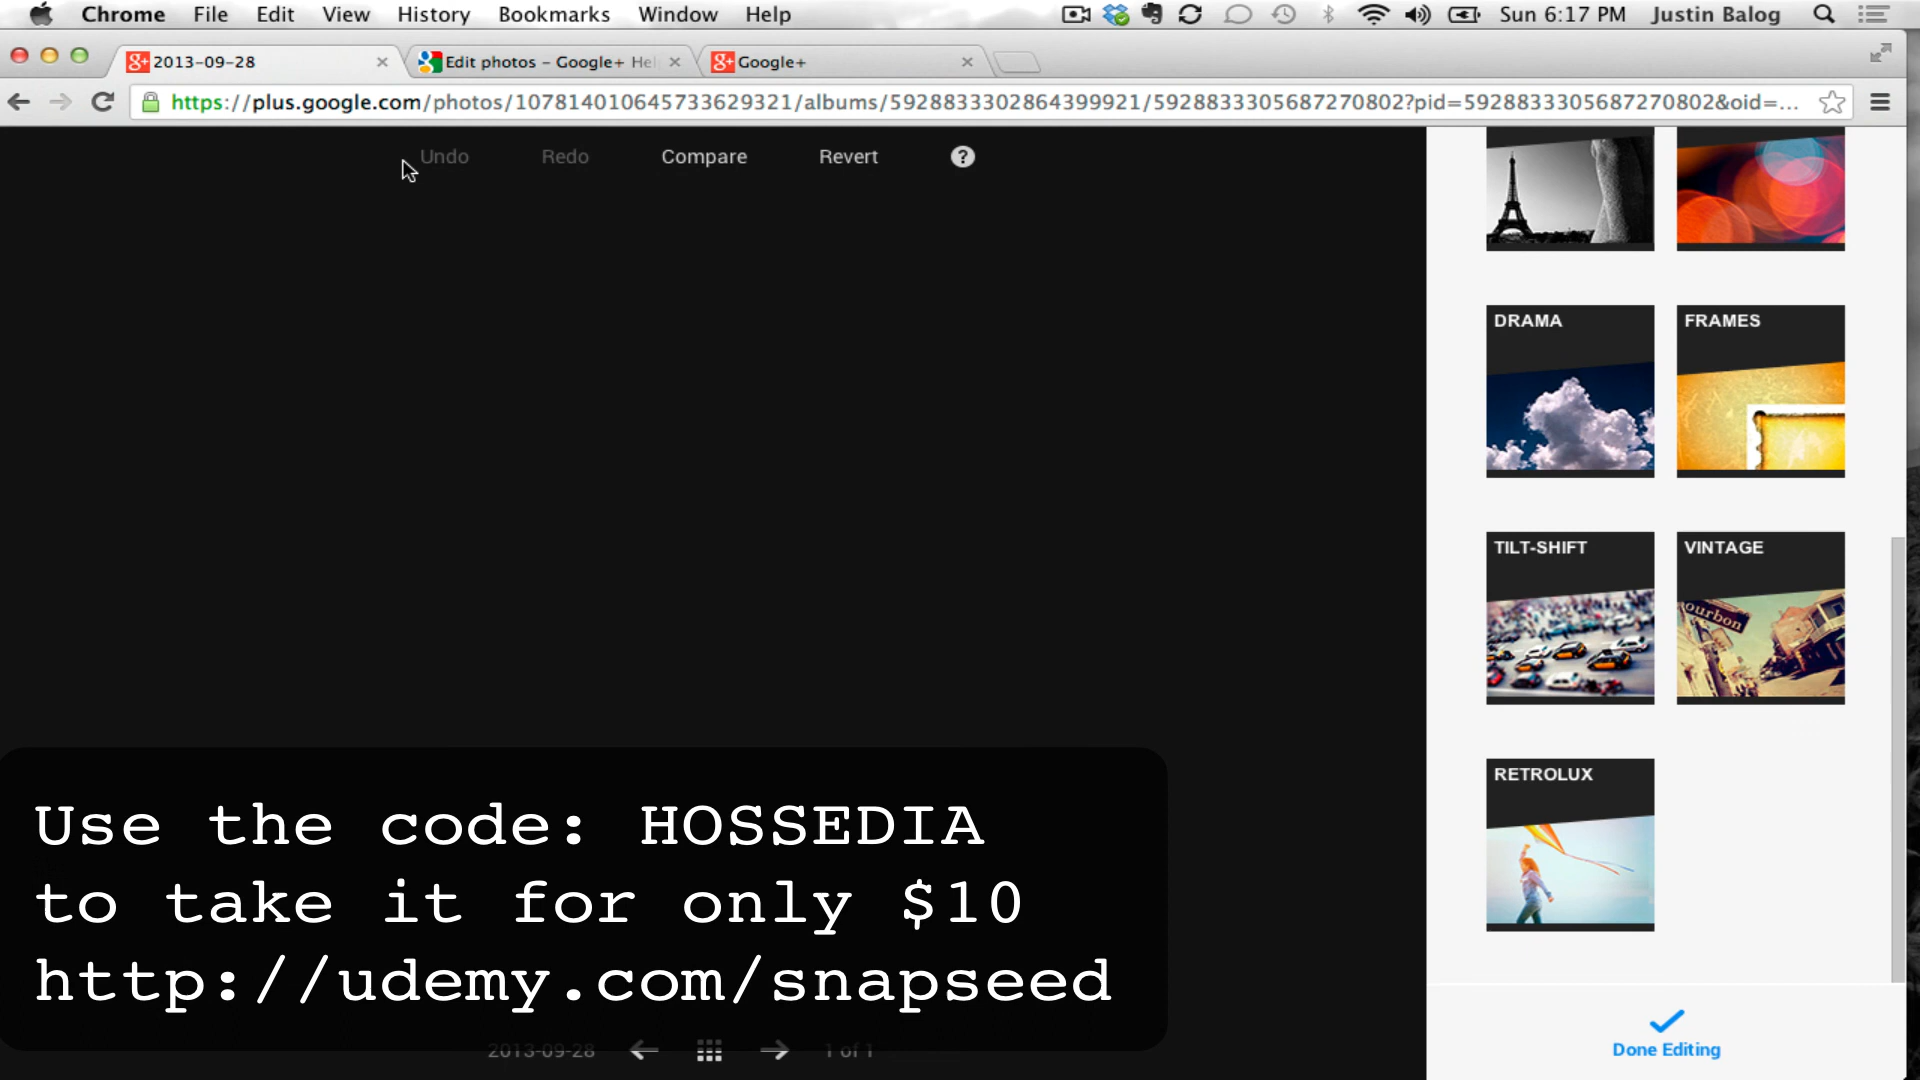 Chrome File Edit View History Bookmarks Window Help Sun 6:17 PM Justin Balog
2013-09-28 Edit photos – Google+ Hel Google+
https://plus.google.com/photos/107814010645733629321/albums/5928833302864399921/5928833305687270802?pid=5928833305687270802&oid=...
Undo Redo Compare Revert ?
DRAMA FRAMES
TILT-SHIFT VINTAGE
ourbon
RETROLUX
Use the code: HOSSEDIA
to take it for only $10
http://udemy.com/snapseed
2013-09-28 1 of 1
Done Editing